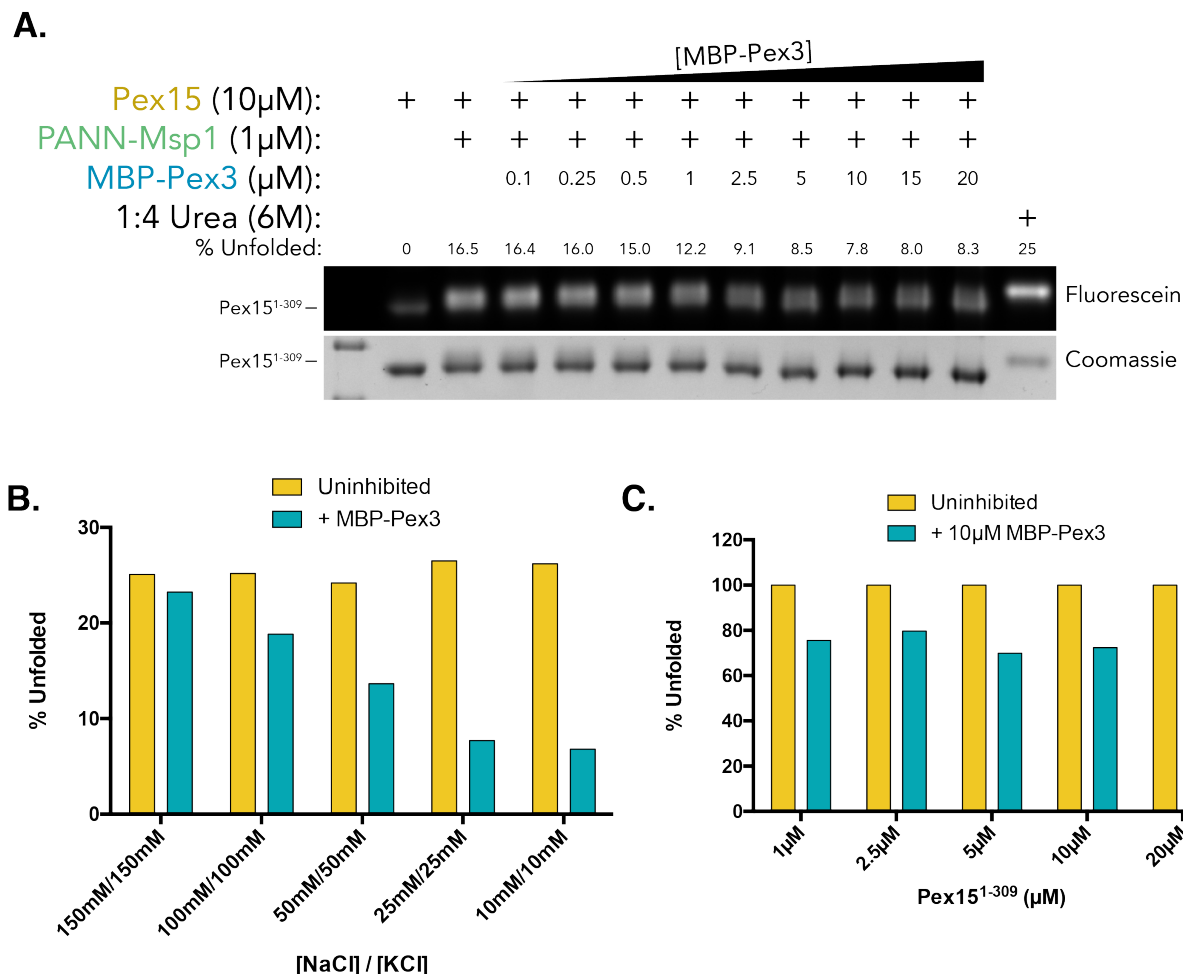 A.
[MBP-Pex3]
Pex15 (10µM): + + + + + + + + + + +
PANN-Msp1 (1µM): + + + + + + + + + +
MBP-Pex3 (µM): 0.1 0.25 0.5 1 2.5 5 10 15 20
1:4 Urea (6M): +
% Unfolded: 0 16.5 16.4 16.0 15.0 12.2 9.1 8.5 7.8 8.0 8.3 25
Pex15¹⁻³⁰⁹ – Fluorescein
Pex15¹⁻³⁰⁹ – Coomassie
B.
Uninhibited
+ MBP-Pex3
30
20
10
0
% Unfolded
150mM/150mM
100mM/100mM
50mM/50mM
25mM/25mM
10mM/10mM
[NaCl] / [KCl]
C.
Uninhibited
+ 10µM MBP-Pex3
120
100
80
60
40
20
0
% Unfolded
1µM
2.5µM
5µM
10µM
20µM
Pex15¹⁻³⁰⁹ (µM)